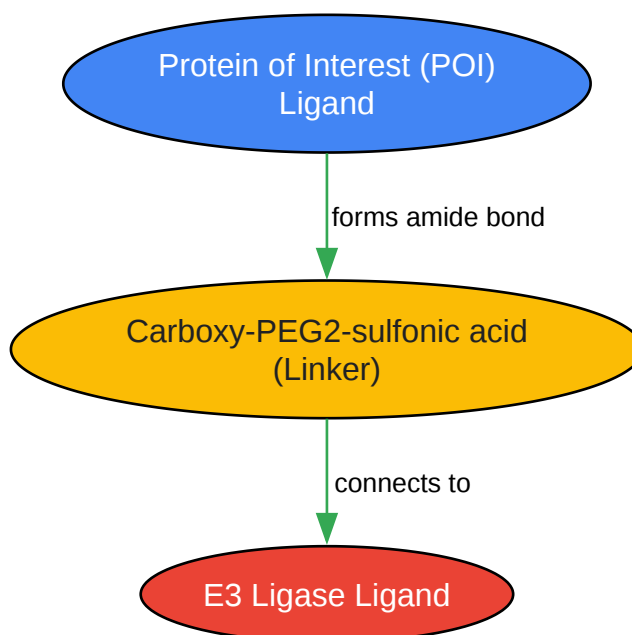 Protein of Interest (POI)
Ligand
forms amide bond
Carboxy-PEG2-sulfonic acid
(Linker)
connects to
E3 Ligase Ligand